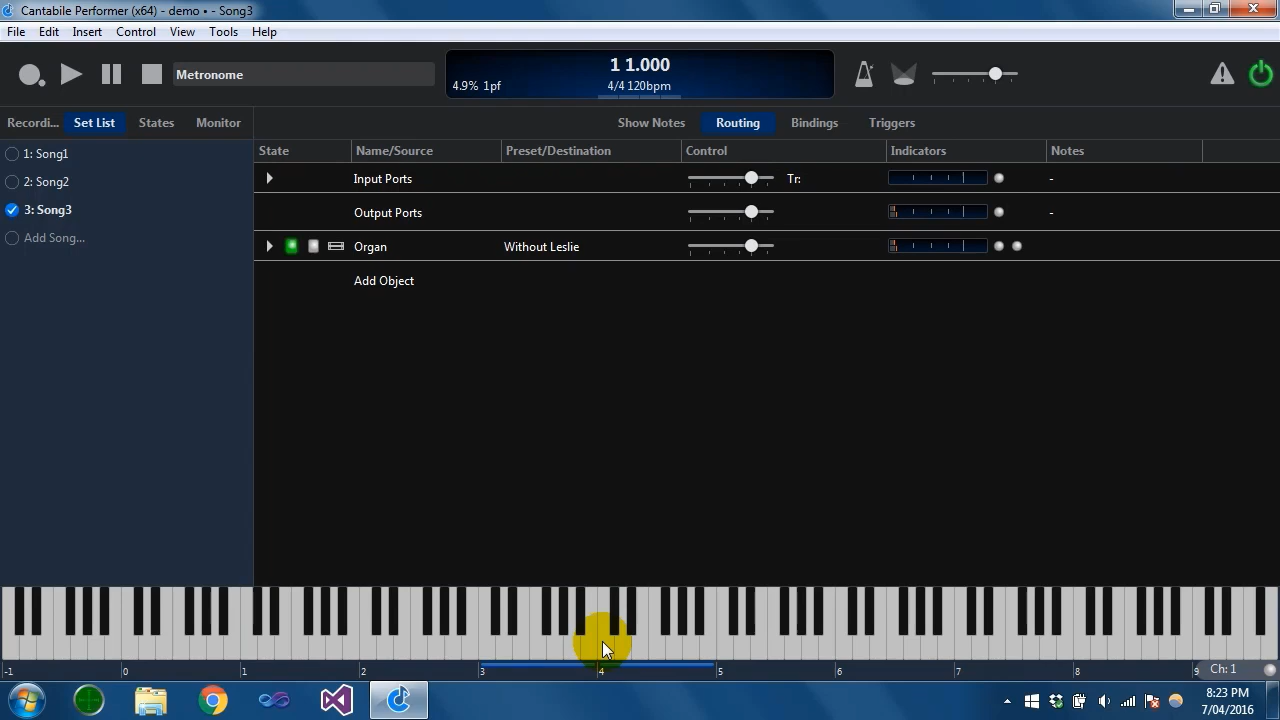 Cantabile Performer (x64) - demo • - Song3
File Edit Insert Control View Tools Help
Metronome
1 1.000
4.9% 1pf
4/4 120bpm
Recordi... Set List States Monitor
Show Notes Routing Bindings Triggers
State Name/Source Preset/Destination Control Indicators Notes
1: Song1
2: Song2
3: Song3
Add Song...
Input Ports Tr: -
Output Ports -
Organ Without Leslie
Add Object
-1 0 1 2 3 4 5 6 7 8 9 Ch: 1
8:23 PM
7/04/2016